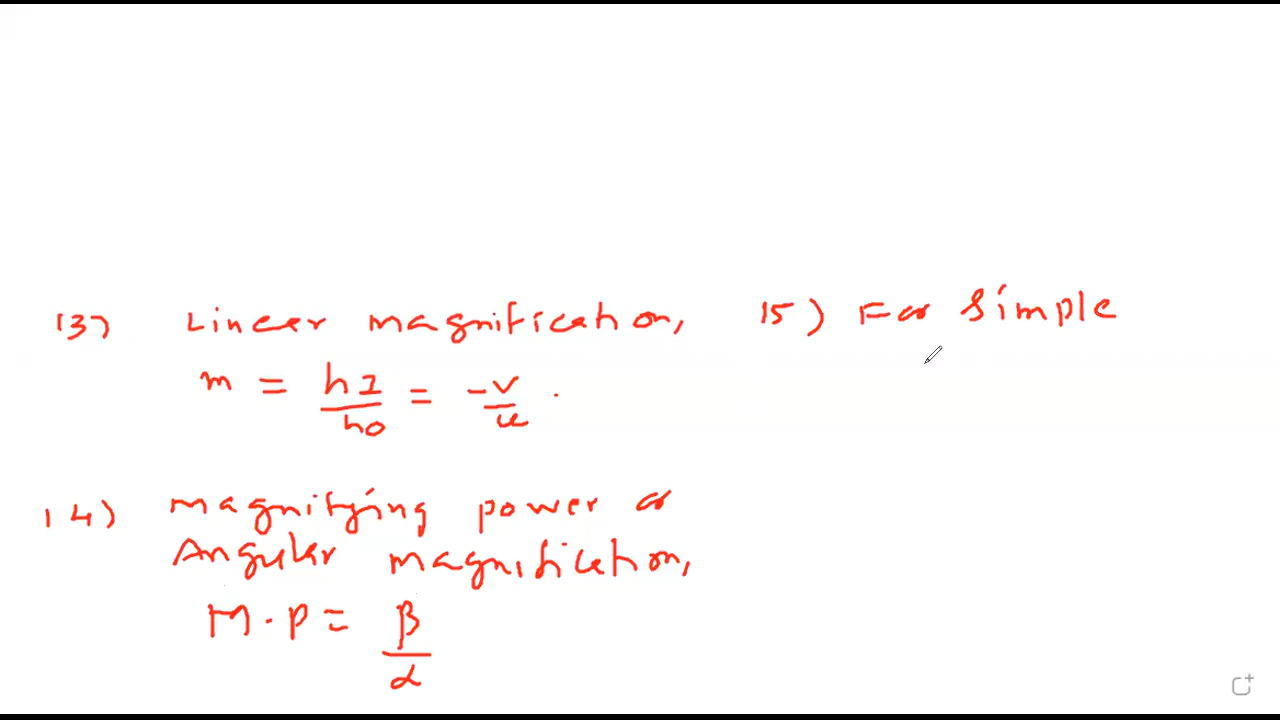 13) Linear magnification,
m = hI/ho = -v/u .
14) Magnifying power or
Angular magnification,
M.P = β/α
15) For Simple